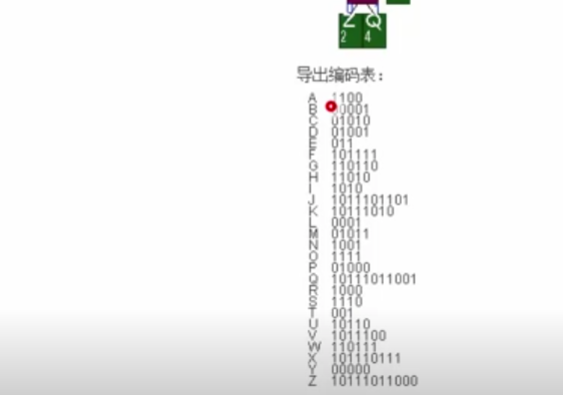 Z Q
2 4
导出编码表：
A 1100
B 0001
C 01010
D 01001
E 011
F 101111
G 110110
H 11010
I 1010
J 1011101101
K 10111010
L 0001
M 01011
N 1001
O 1111
P 01000
Q 10111011001
R 1000
S 1110
T 001
U 10110
V 1011100
W 110111
X 101110111
Y 00000
Z 10111011000